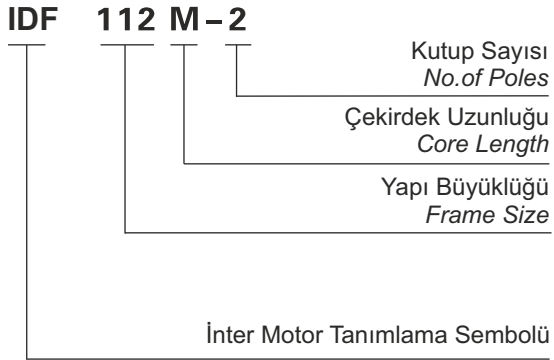 IDF 112 M – 2
Kutup Sayısı
No.of Poles
Çekirdek Uzunluğu
Core Length
Yapı Büyüklüğü
Frame Size
İnter Motor Tanımlama Sembolü